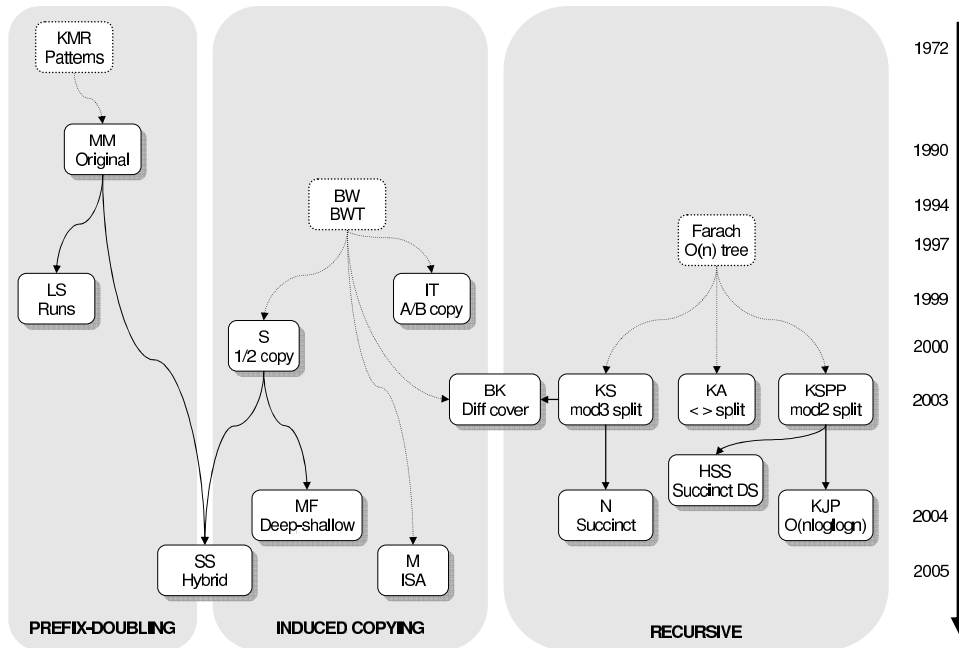 KMR
Patterns
1972
MM
Original
1990
BW
BWT
1994
Farach
O(n) tree
1997
LS
Runs
IT
A/B copy
1999
S
1/2 copy
2000
BK
Diff cover
KS
mod3 split
KA
< > split
KSPP
mod2 split
2003
HSS
Succinct DS
MF
Deep-shallow
N
Succinct
KJP
O(nloglogn)
2004
SS
Hybrid
M
ISA
2005
PREFIX-DOUBLING
INDUCED COPYING
RECURSIVE